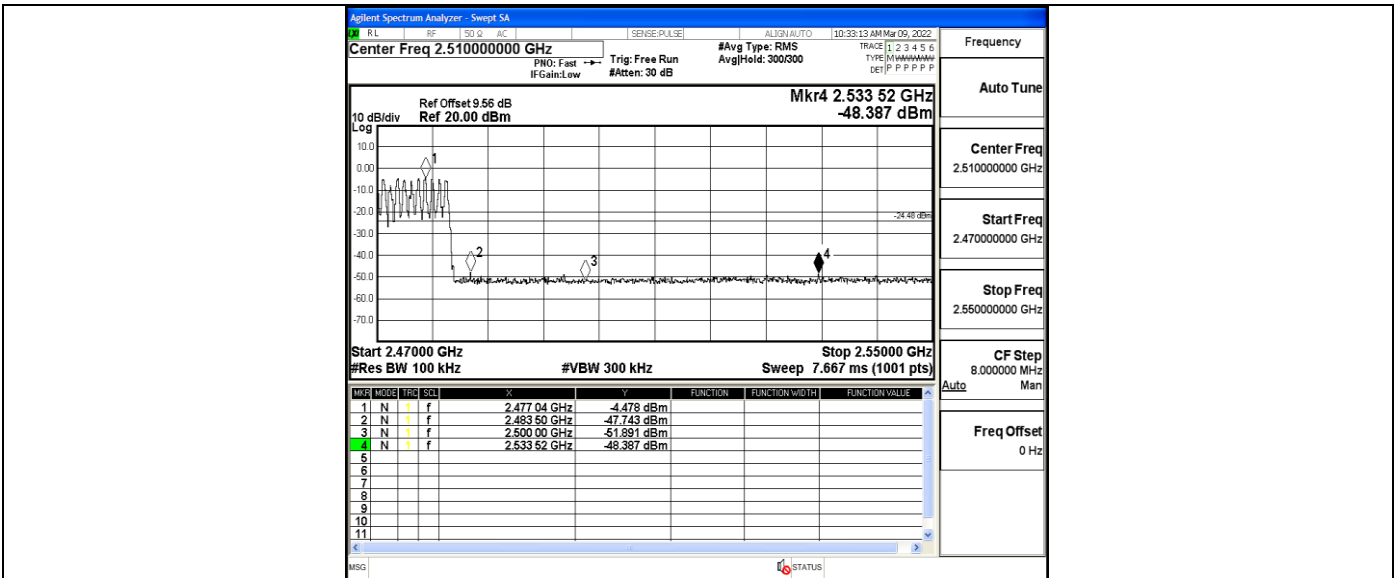 Agilent Spectrum Analyzer - Swept SA
RL RF 50 Ω AC SENSE:PULSE ALIGN AUTO 10:33:13 AM Mar 09, 2022
Center Freq 2.510000000 GHz
PNO: Fast
IFGain:Low
Trig: Free Run
#Atten: 30 dB
#Avg Type: RMS
Avg|Hold: 300/300
TRACE 1 2 3 4 5 6
TYPE M
DET P P P P P P
Mkr4 2.533 52 GHz
-48.387 dBm
Ref Offset 9.56 dB
10 dB/div Ref 20.00 dBm
Log
10.0
0.00
-10.0
-20.0
-30.0
-40.0
-50.0
-60.0
-70.0
1
2
3
4
-24.48 dBm
Start 2.47000 GHz Stop 2.55000 GHz
#Res BW 100 kHz #VBW 300 kHz Sweep 7.667 ms (1001 pts)
MKR MODE TRC SCL X Y FUNCTION FUNCTION WIDTH FUNCTION VALUE
1 N 1 f 2.477 04 GHz -4.478 dBm
2 N 1 f 2.483 50 GHz -47.743 dBm
3 N 1 f 2.500 00 GHz -51.891 dBm
4 N 1 f 2.533 52 GHz -48.387 dBm
5
6
7
8
9
10
11
MSG STATUS
Frequency
Auto Tune
Center Freq
2.510000000 GHz
Start Freq
2.470000000 GHz
Stop Freq
2.550000000 GHz
CF Step
8.000000 MHz
Auto Man
Freq Offset
0 Hz